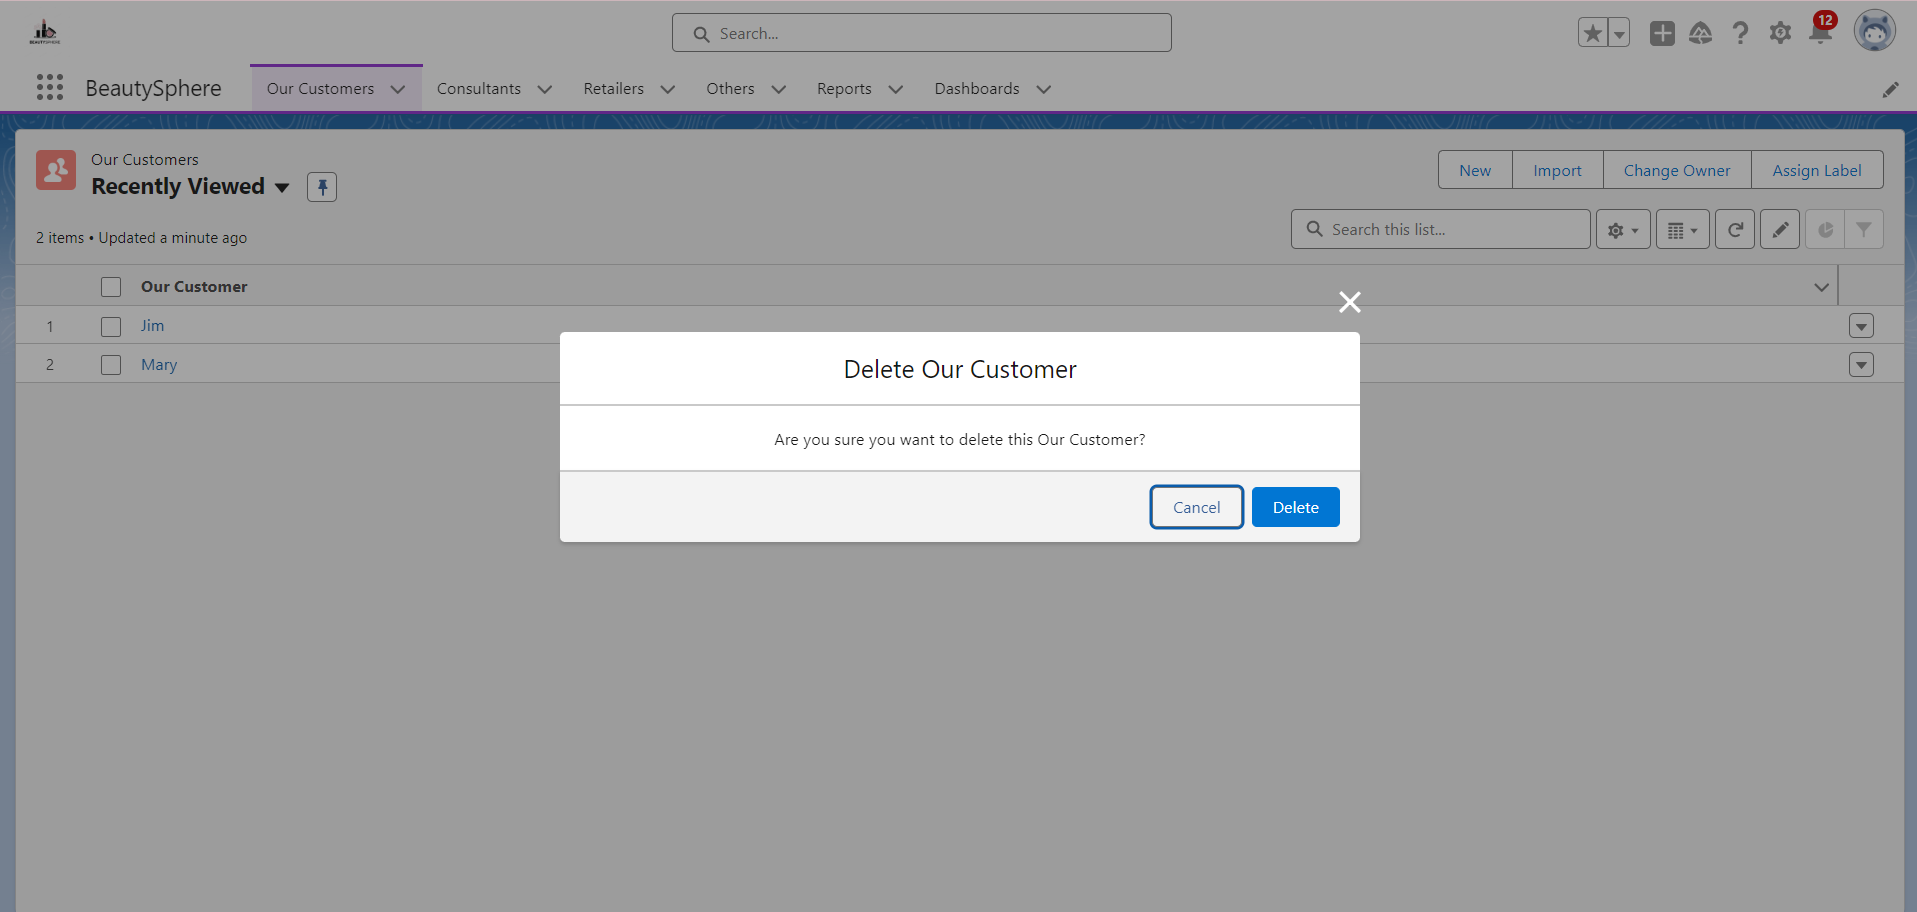 BEAUTYSPHERE
Search...
12
BeautySphere
Our Customers
Consultants
Retailers
Others
Reports
Dashboards
Our Customers
Recently Viewed
New
Import
Change Owner
Assign Label
2 items • Updated a minute ago
Search this list...
Our Customer
1
Jim
2
Mary
Delete Our Customer
Are you sure you want to delete this Our Customer?
Cancel
Delete